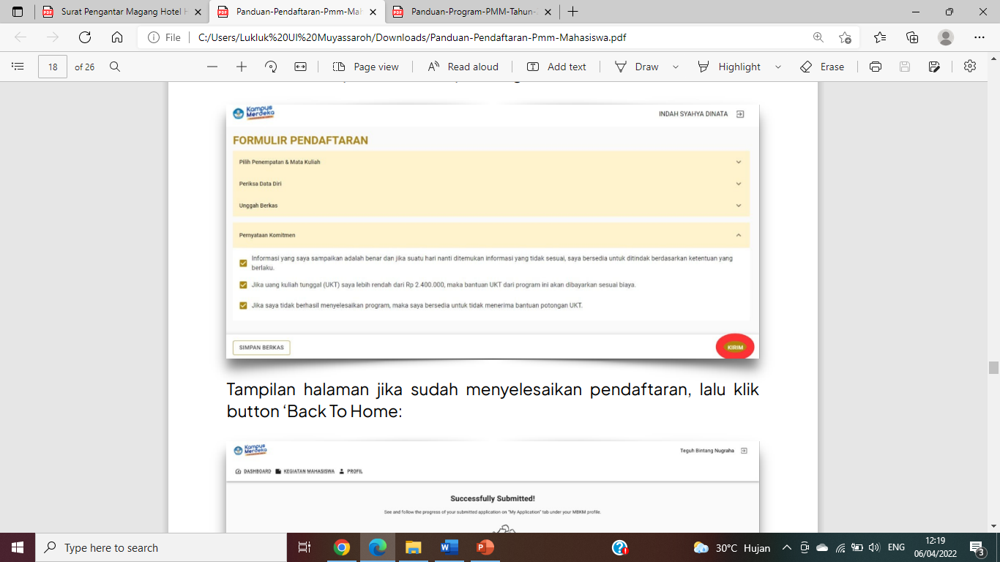 Surat Pengantar Magang Hotel H
Panduan-Pendaftaran-Pmm-Mah
Panduan-Program-PMM-Tahun-
File
C:/Users/Lukluk%20Ul%20Muyassaroh/Downloads/Panduan-Pendaftaran-Pmm-Mahasiswa.pdf
18 of 26
Page view
Read aloud
Add text
Draw
Highlight
Erase
Kampus Merdeka
INDAH SYAHYA DINATA
FORMULIR PENDAFTARAN
Pilih Penempatan & Mata Kuliah
Periksa Data Diri
Unggah Berkas
Pernyataan Komitmen
Informasi yang saya sampaikan adalah benar dan jika suatu hari nanti ditemukan informasi yang tidak sesuai, saya bersedia untuk ditindak berdasarkan ketentuan yang
berlaku.
Jika uang kuliah tunggal (UKT) saya lebih rendah dari Rp 2.400.000, maka bantuan UKT dari program ini akan dibayarkan sesuai biaya.
Jika saya tidak berhasil menyelesaikan program, maka saya bersedia untuk tidak menerima bantuan potongan UKT.
SIMPAN BERKAS
KIRIM
Tampilan halaman jika sudah menyelesaikan pendaftaran, lalu klik
button ‘Back To Home:
Kampus Merdeka
Teguh Bintang Nugraha
DASHBOARD KEGIATAN MAHASISWA PROFIL
Successfully Submitted!
See and follow the progress of your submitted application on "My Application" tab under your MBKM profile.
Type here to search
30°C Hujan
ENG
12:19
06/04/2022
3